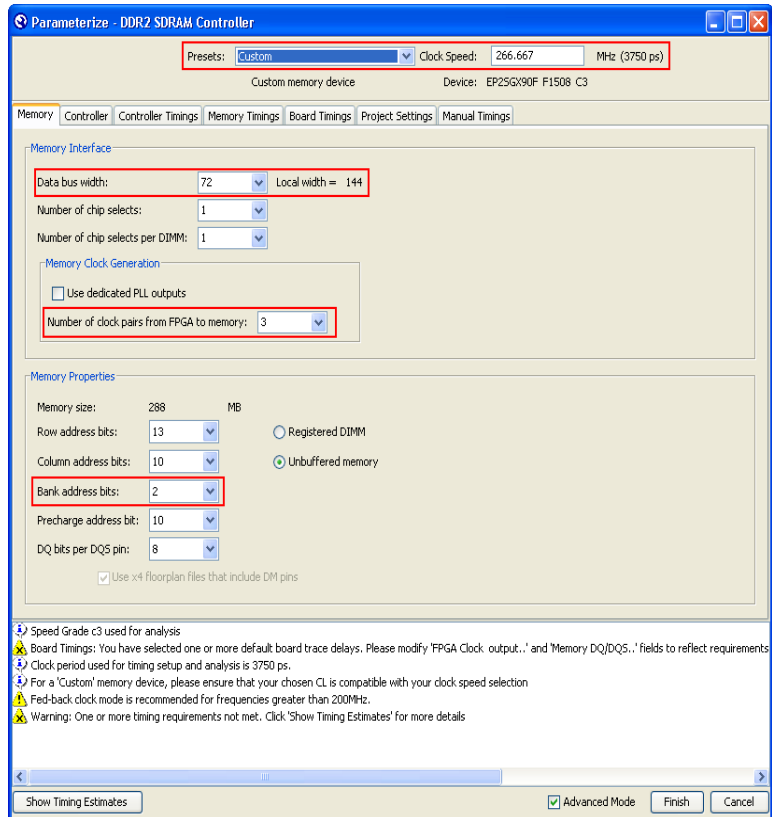 Parameterize - DDR2 SDRAM Controller
Presets: Custom Clock Speed: 266.667 MHz (3750 ps)
Custom memory device Device: EP2SGX90F F1508 C3
Memory Controller Controller Timings Memory Timings Board Timings Project Settings Manual Timings
Memory Interface
Data bus width: 72 Local width = 144
Number of chip selects: 1
Number of chip selects per DIMM: 1
Memory Clock Generation
Use dedicated PLL outputs
Number of clock pairs from FPGA to memory: 3
Memory Properties
Memory size: 288 MB
Row address bits: 13 Registered DIMM
Column address bits: 10 Unbuffered memory
Bank address bits: 2
Precharge address bit: 10
DQ bits per DQS pin: 8
Use x4 floorplan files that include DM pins
Speed Grade c3 used for analysis
Board Timings: You have selected one or more default board trace delays. Please modify 'FPGA Clock output..' and 'Memory DQ/DQS..' fields to reflect requirements
Clock period used for timing setup and analysis is 3750 ps.
For a 'Custom' memory device, please ensure that your chosen CL is compatible with your clock speed selection
Fed-back clock mode is recommended for frequencies greater than 200MHz.
Warning: One or more timing requirements not met. Click 'Show Timing Estimates' for more details
Show Timing Estimates Advanced Mode Finish Cancel